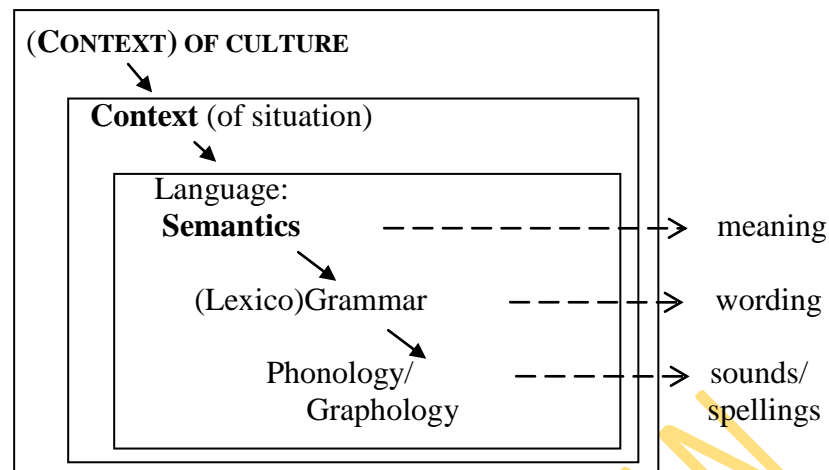 (CONTEXT) OF CULTURE
Context (of situation)
Language:
Semantics meaning
(Lexico)Grammar wording
Phonology/ sounds/
Graphology spellings